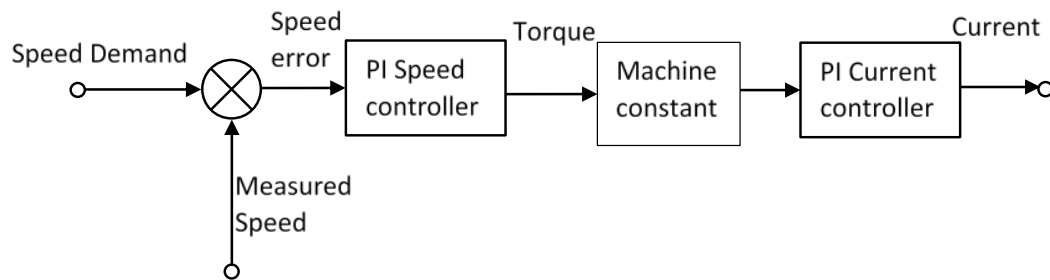 Speed Demand
Speed
error
PI Speed
controller
Torque
Machine
constant
PI Current
controller
Current
Measured
Speed